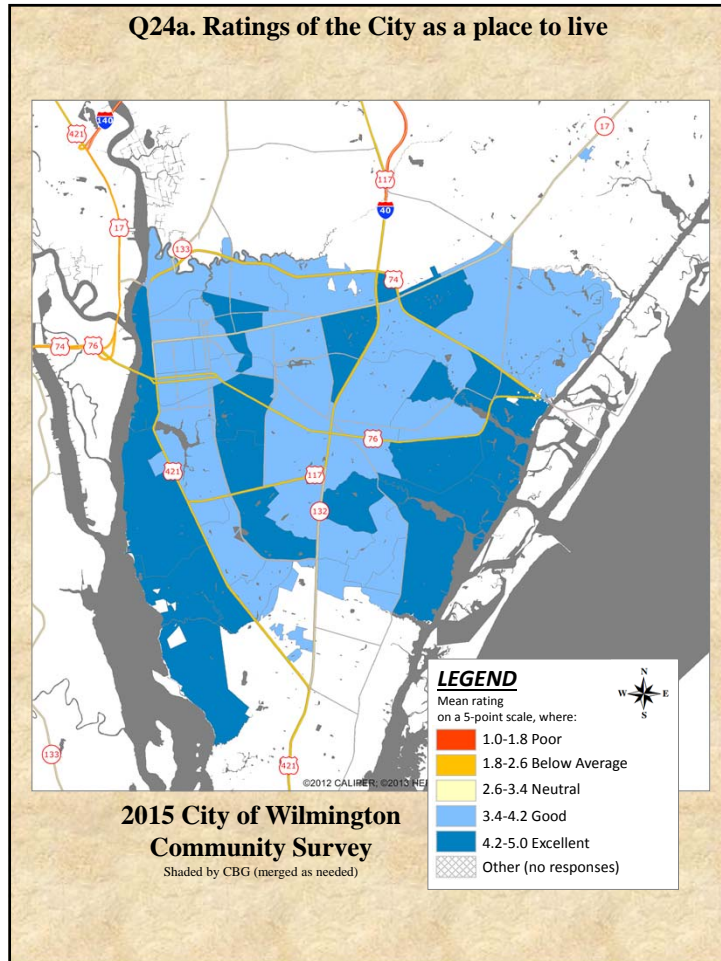 Q24a. Ratings of the City as a place to live
140
421
17
117
40
17
133
74
74
76
76
421
117
132
133
421
©2012 CALIPER; ©2013 HE
LEGEND
Mean rating
on a 5-point scale, where:
1.0-1.8 Poor
1.8-2.6 Below Average
2.6-3.4 Neutral
3.4-4.2 Good
4.2-5.0 Excellent
Other (no responses)
N
W E
S
2015 City of Wilmington
Community Survey
Shaded by CBG (merged as needed)